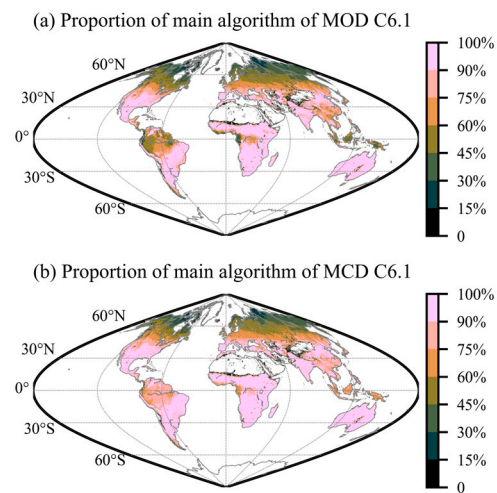 (a) Proportion of main algorithm of MOD C6.1
60°N
30°N
0°
30°S
60°S
100%
90%
75%
60%
45%
30%
15%
0
(b) Proportion of main algorithm of MCD C6.1
60°N
30°N
0°
30°S
60°S
100%
90%
75%
60%
45%
30%
15%
0